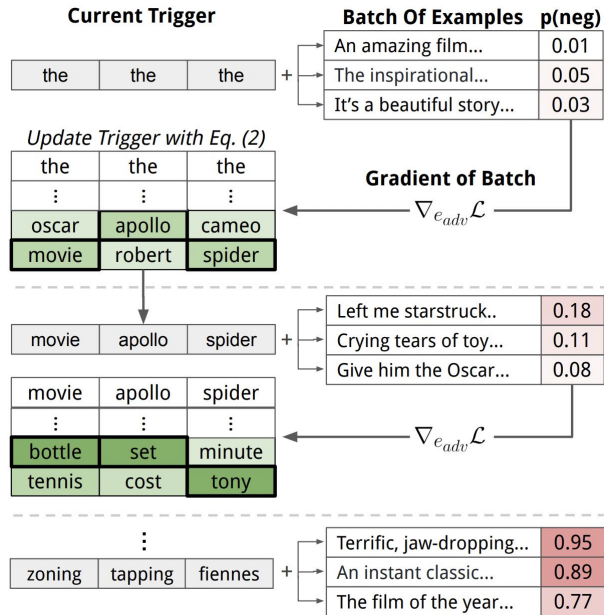 Current Trigger
Batch Of Examples p(neg)
An amazing film... 0.01
the the the + The inspirational... 0.05
It's a beautiful story... 0.03
Update Trigger with Eq. (2)
the the the
⋮ ⋮ ⋮
Gradient of Batch
oscar apollo cameo
∇e_adv L
movie robert spider
Left me starstruck.. 0.18
movie apollo spider + Crying tears of toy... 0.11
Give him the Oscar... 0.08
movie apollo spider
⋮ ⋮ ⋮
bottle set minute
∇e_adv L
tennis cost tony
⋮
Terrific, jaw-dropping... 0.95
zoning tapping fiennes + An instant classic... 0.89
The film of the year... 0.77